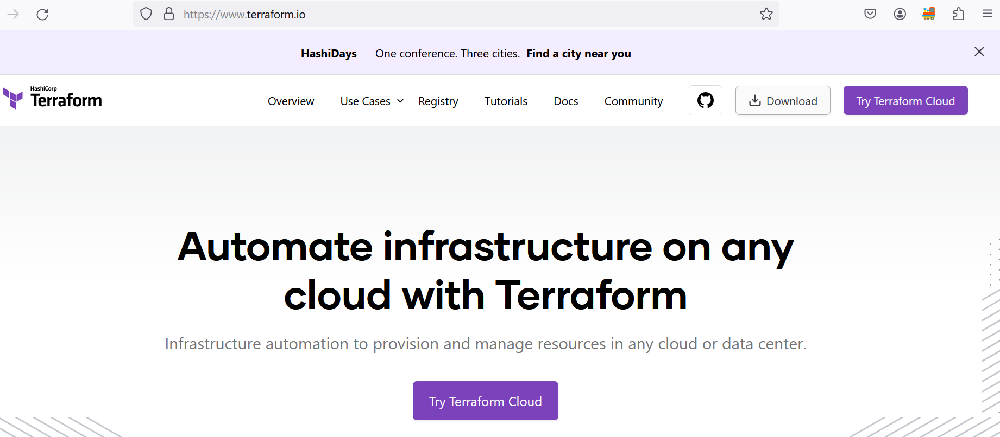 https://www.terraform.io
HashiDays One conference. Three cities. Find a city near you
HashiCorp
Terraform
Overview Use Cases Registry Tutorials Docs Community Download Try Terraform Cloud
Automate infrastructure on any
cloud with Terraform
Infrastructure automation to provision and manage resources in any cloud or data center.
Try Terraform Cloud